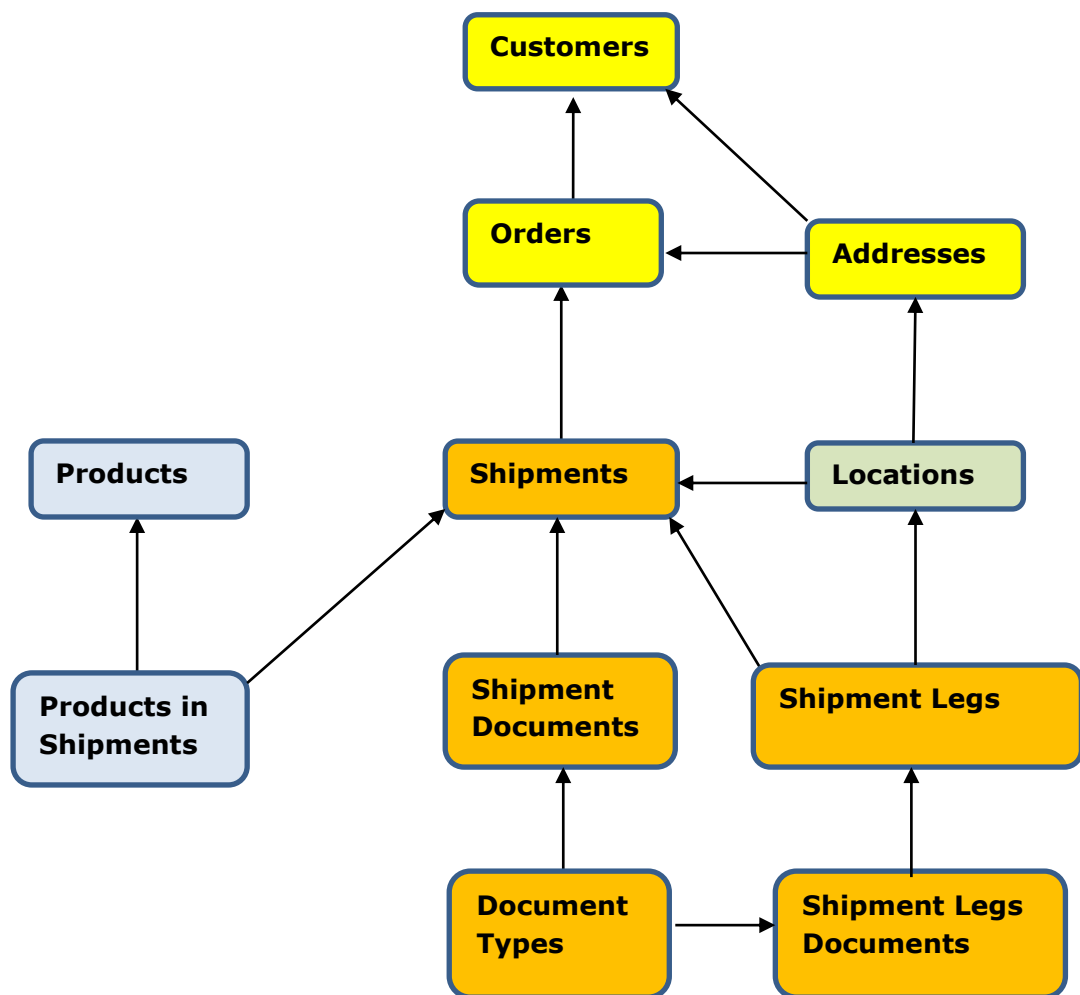 Customers
Orders
Addresses
Products
Shipments
Locations
Products in
Shipments
Shipment
Documents
Shipment Legs
Document
Types
Shipment Legs
Documents